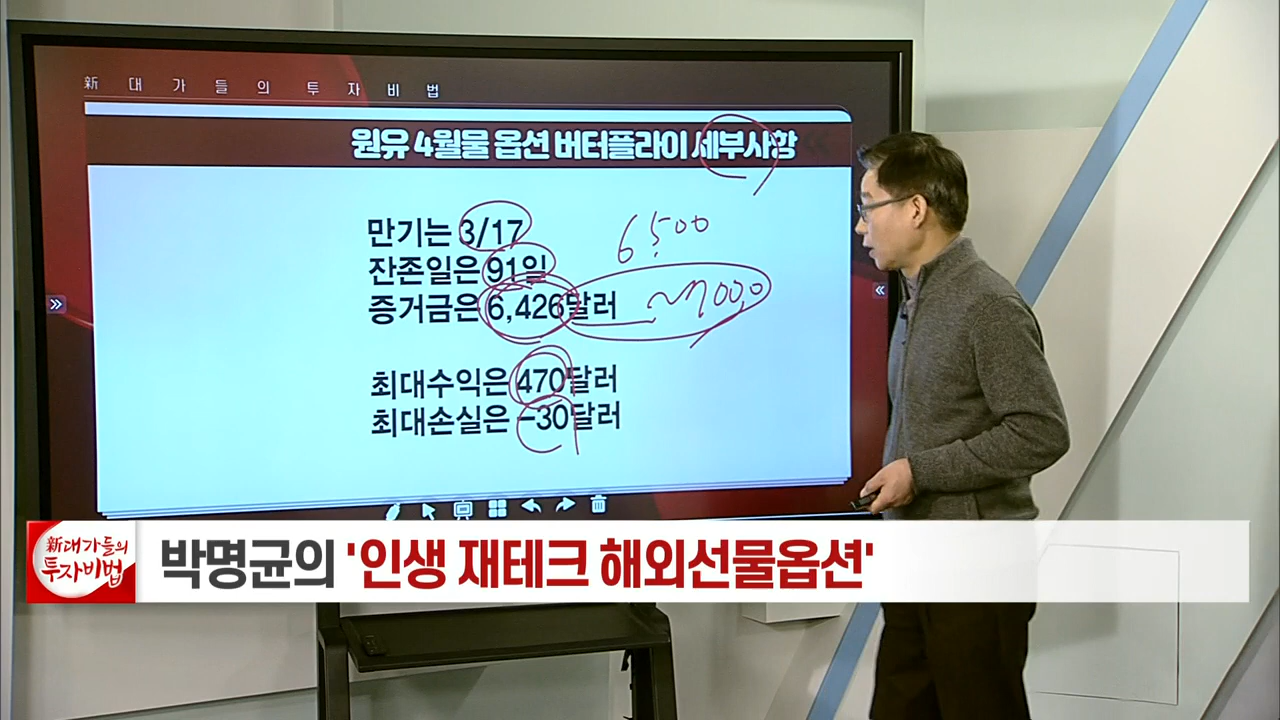 新 대 가 들 의 투 자 비 법
원유 4월물 옵션 버터플라이 세부사항
만기는 3/17
6,500
잔존일은 91일
증거금은 6,426달러 ~7000
최대수익은 470달러
최대손실은 -30달러
新대가들의
투자비법
박명균의 '인생 재테크 해외선물옵션'